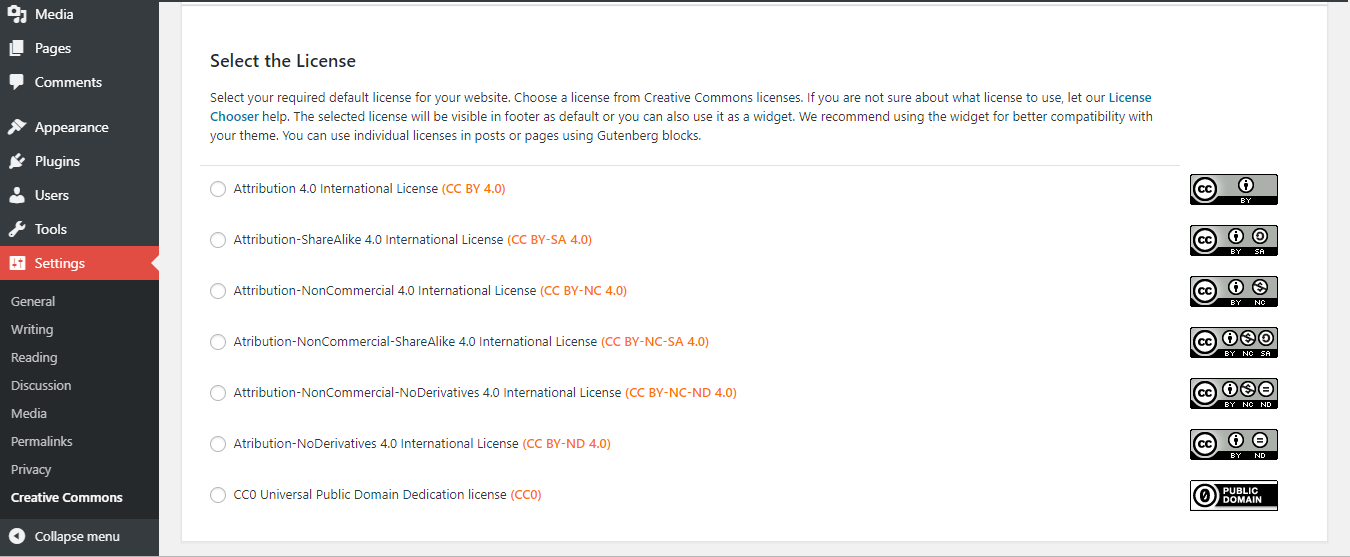 Media
Pages
Comments
Appearance
Plugins
Users
Tools
Settings
General
Writing
Reading
Discussion
Media
Permalinks
Privacy
Creative Commons
Collapse menu
Select the License
Select your required default license for your website. Choose a license from Creative Commons licenses. If you are not sure about what license to use, let our License
Chooser help. The selected license will be visible in footer as default or you can also use it as a widget. We recommend using the widget for better compatibility with
your theme. You can use individual licenses in posts or pages using Gutenberg blocks.
Attribution 4.0 International License (CC BY 4.0)
cc
BY
Attribution-ShareAlike 4.0 International License (CC BY-SA 4.0)
cc
BY SA
Attribution-NonCommercial 4.0 International License (CC BY-NC 4.0)
cc
BY NC
Atribution-NonCommercial-ShareAlike 4.0 International License (CC BY-NC-SA 4.0)
cc
BY NC SA
Attribution-NonCommercial-NoDerivatives 4.0 International License (CC BY-NC-ND 4.0)
cc
BY NC ND
Atribution-NoDerivatives 4.0 International License (CC BY-ND 4.0)
cc
BY ND
CC0 Universal Public Domain Dedication license (CC0)
0
PUBLIC
DOMAIN